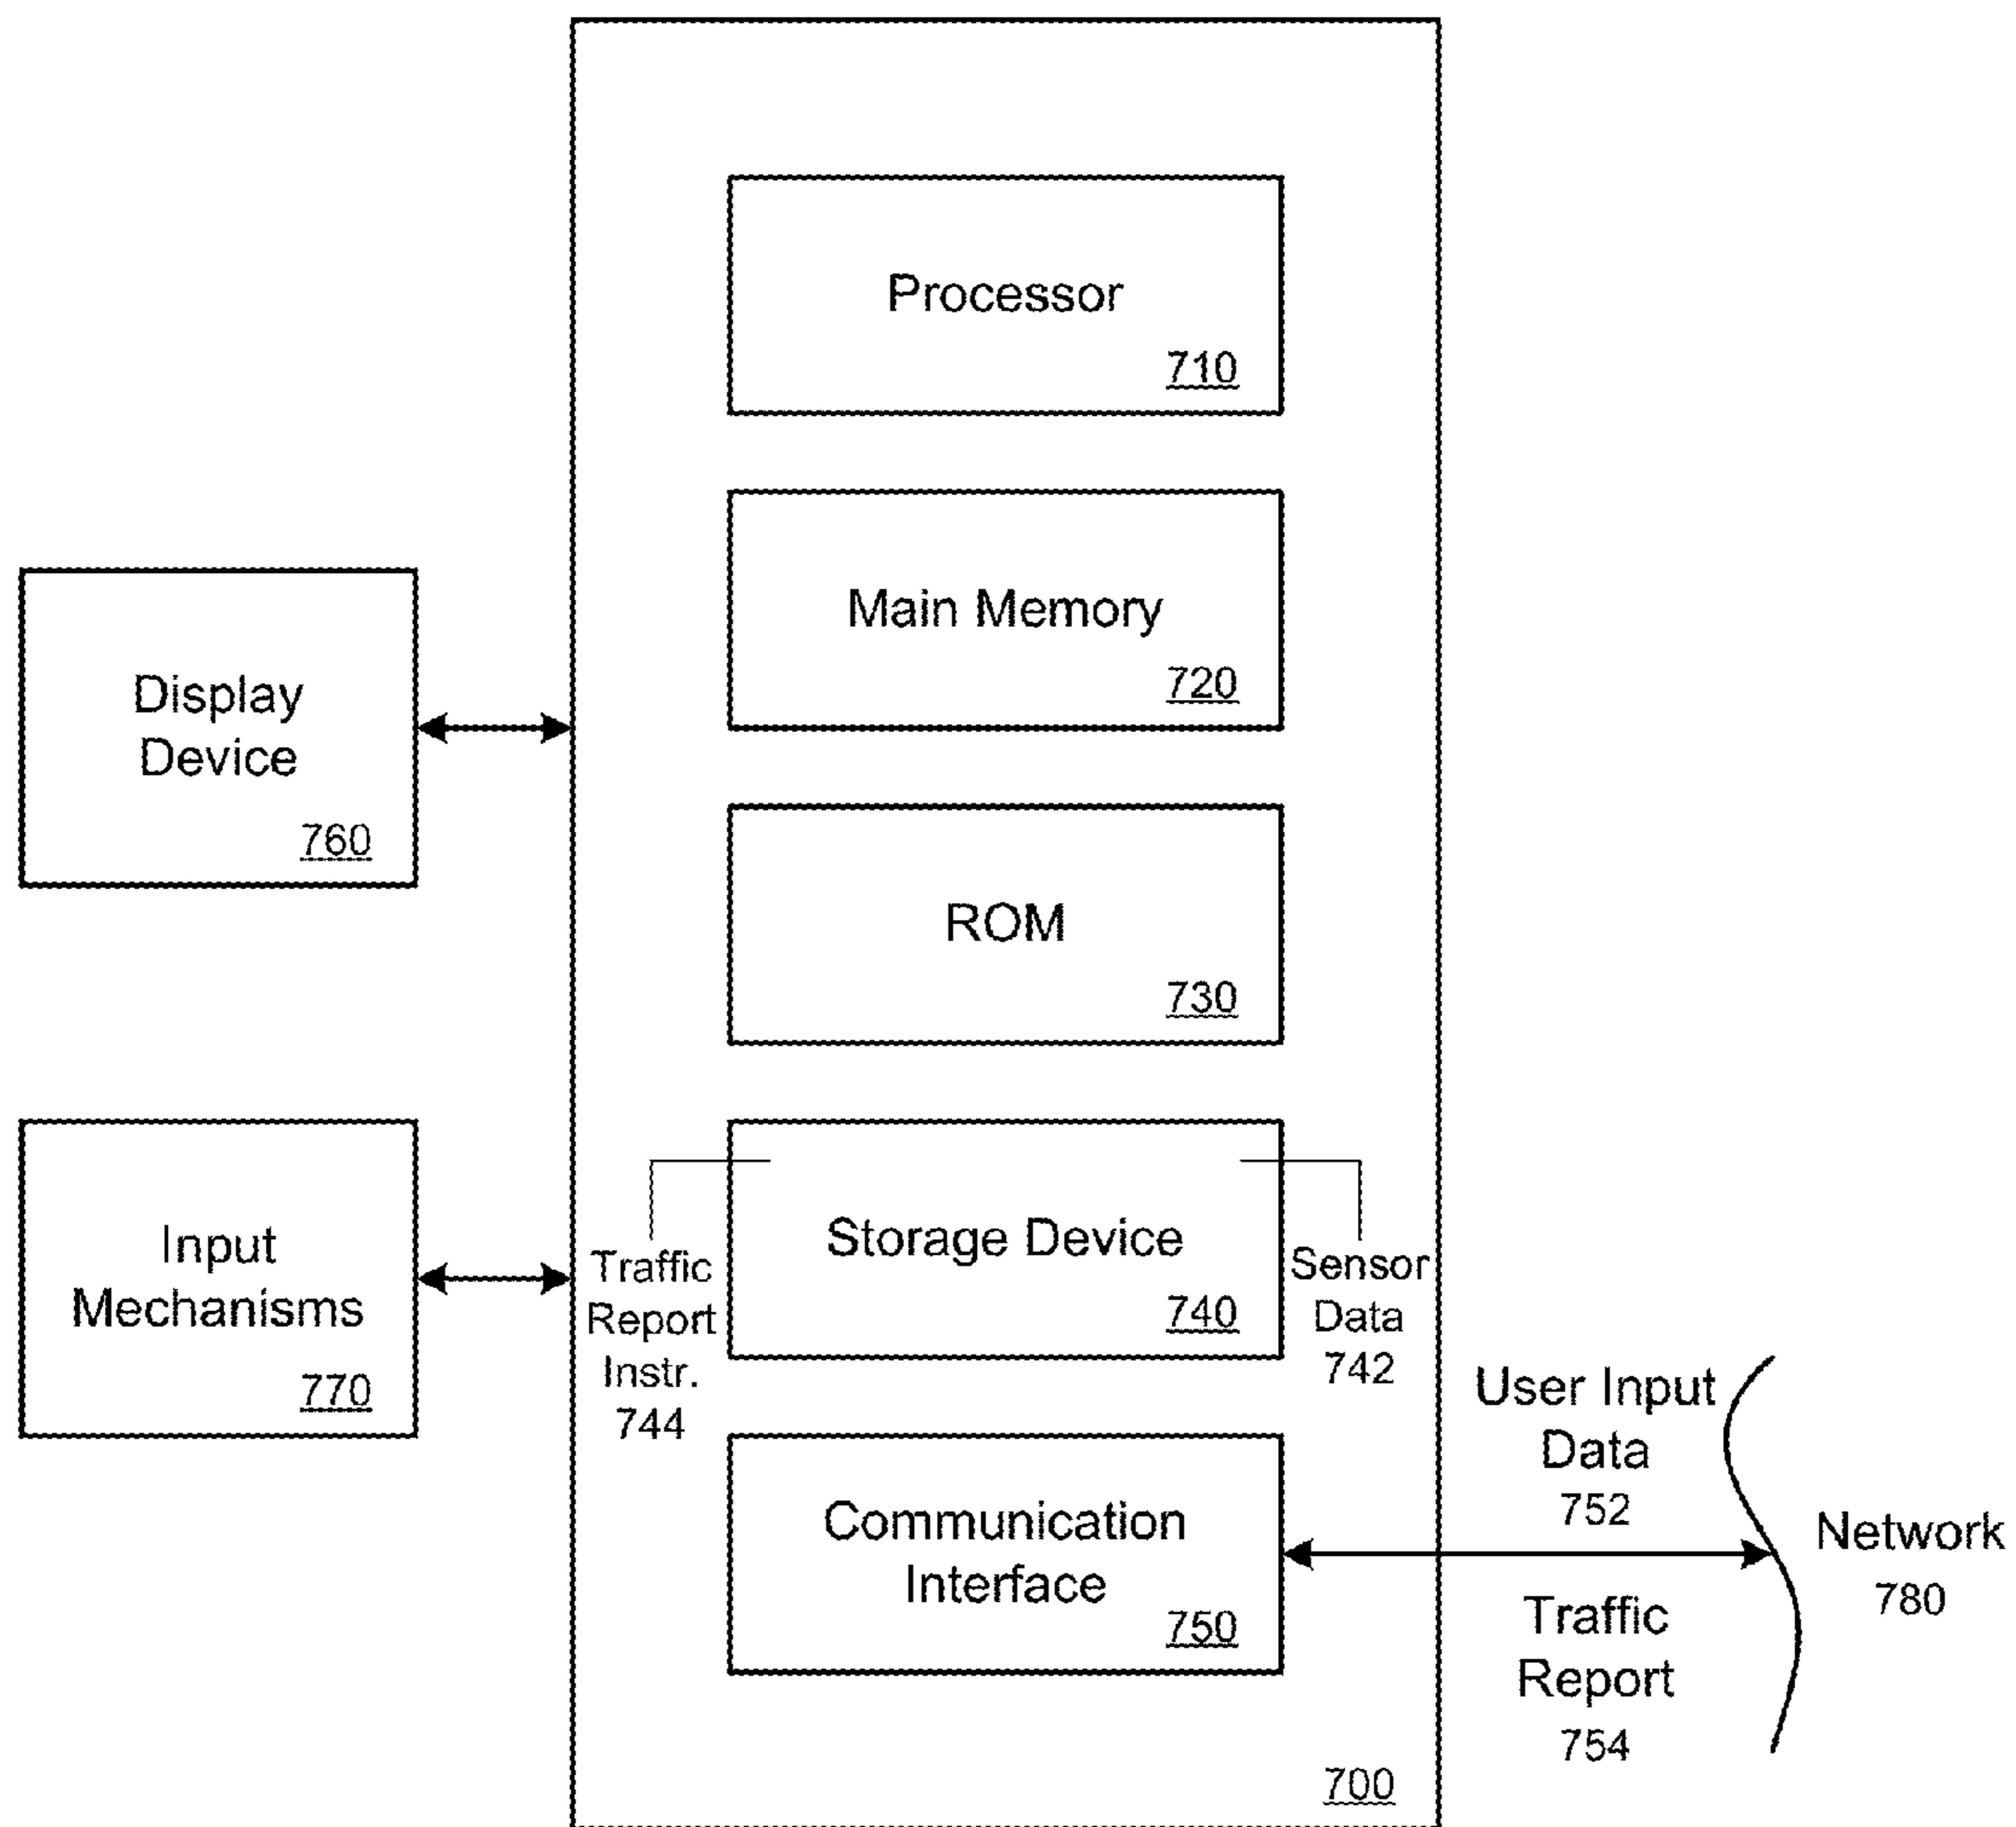 Processor
710
Main Memory
720
Display
Device
760
ROM
730
Input
Mechanisms
770
Traffic
Report
Instr.
744
Storage Device
740
Sensor
Data
742
Communication
Interface
750
User Input
Data
752
Traffic
Report
754
Network
780
700